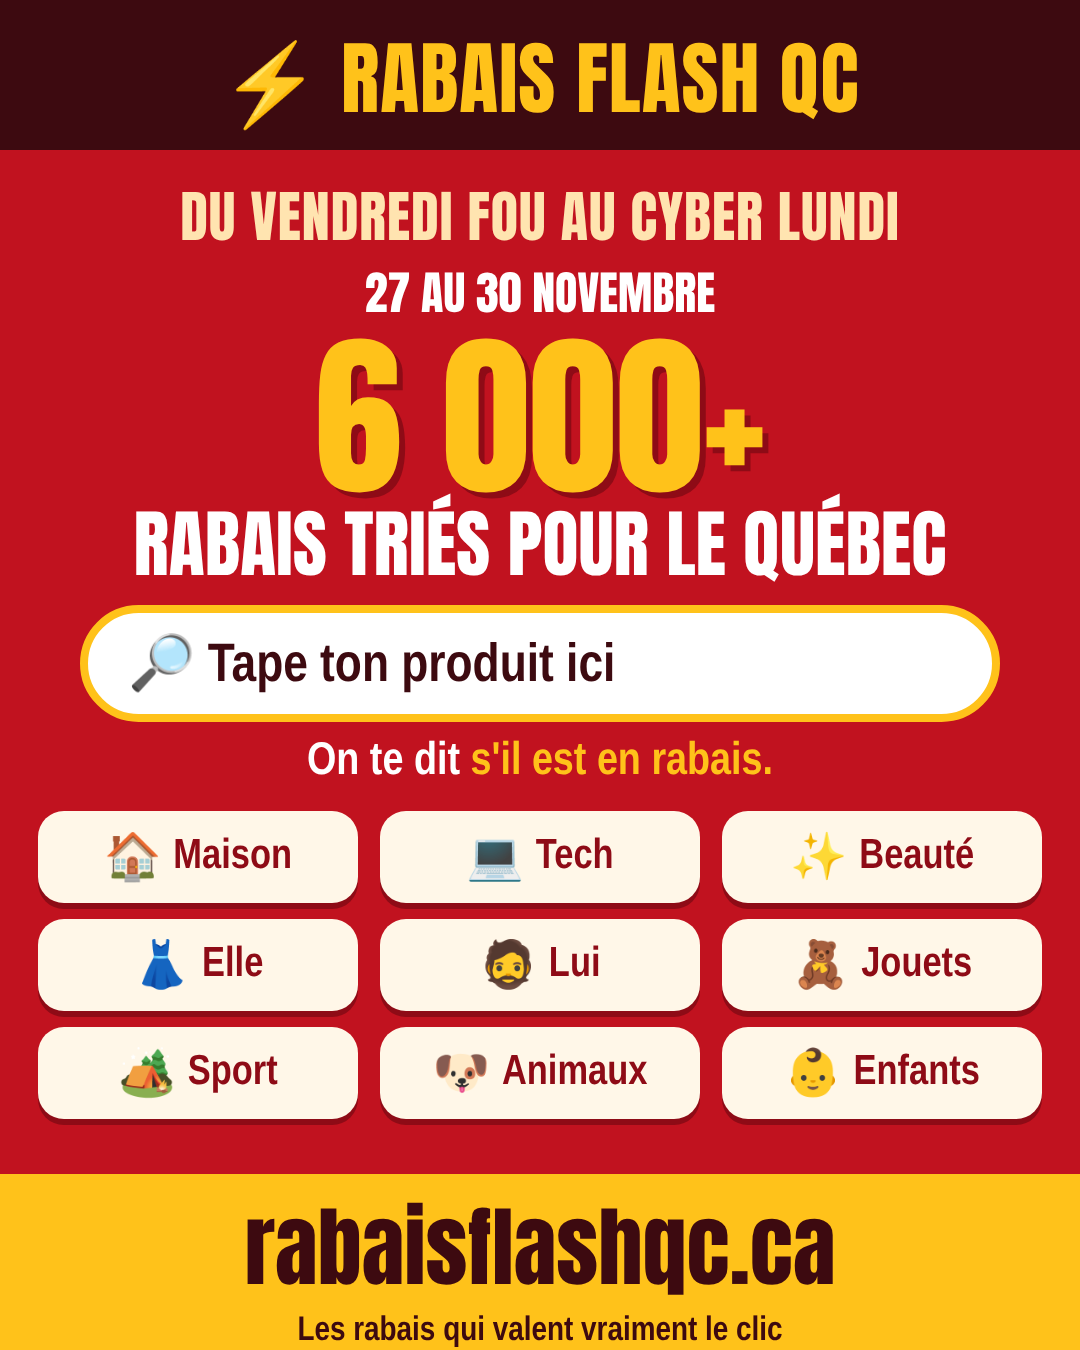 ⚡ RABAIS FLASH QC
DU VENDREDI FOU AU CYBER LUNDI
27 AU 30 NOVEMBRE
6 000+
RABAIS TRIÉS POUR LE QUÉBEC
🔎 Tape ton produit ici
On te dit s'il est en rabais.
🏠 Maison
💻 Tech
✨ Beauté
👗 Elle
🧔 Lui
🧸 Jouets
🏕️ Sport
🐶 Animaux
👶 Enfants
rabaisflashqc.ca
Les rabais qui valent vraiment le clic